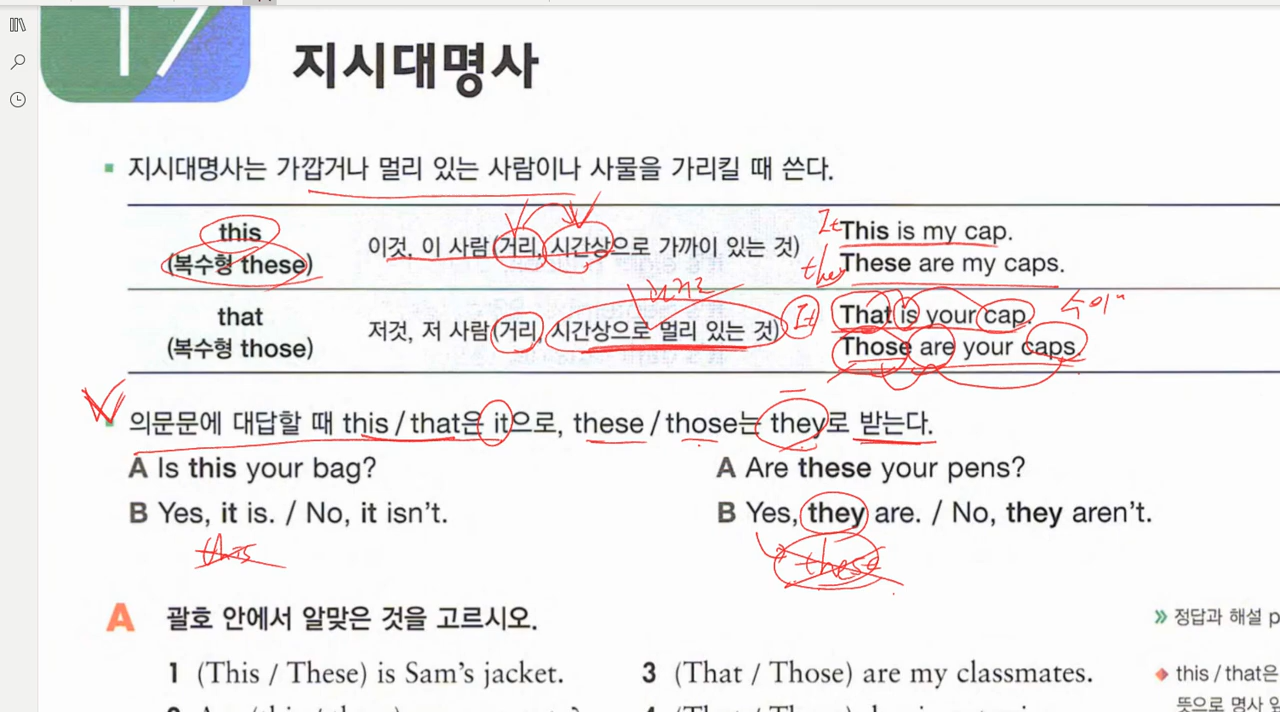 17
지시대명사
지시대명사는 가깝거나 멀리 있는 사람이나 사물을 가리킬 때 쓴다.
this
(복수형 these)
이것, 이 사람(거리, 시간상으로 가까이 있는 것)
It This is my cap.
they These are my caps.
that
(복수형 those)
저것, 저 사람(거리, 시간상으로 멀리 있는 것)
It That is your cap.
Those are your caps.
의문문에 대답할 때 this / that은 it으로, these / those는 they로 받는다.
A Is this your bag?
B Yes, it is. / No, it isn't.
this
A Are these your pens?
B Yes, they are. / No, they aren't.
these
A 괄호 안에서 알맞은 것을 고르시오.
정답과 해설 p
1 (This / These) is Sam's jacket.
3 (That / Those) are my classmates.
this / that은
뜻으로 명사 앞